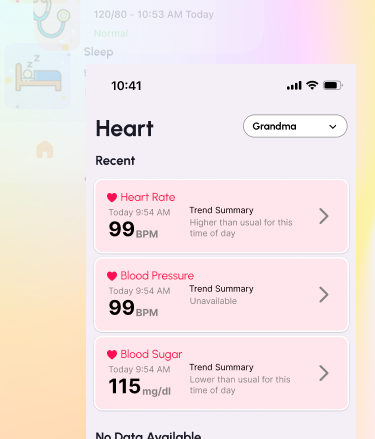 120/80 - 10:53 AM Today
Normal
Sleep
10:41
Heart
Grandma
Recent
Heart Rate
Today 9:54 AM
99 BPM
Trend Summary
Higher than usual for this
time of day
Blood Pressure
Today 9:54 AM
99 BPM
Trend Summary
Unavailable
Blood Sugar
Today 9:54 AM
115 mg/dl
Trend Summary
Lower than usual for this
time of day
No Data Available